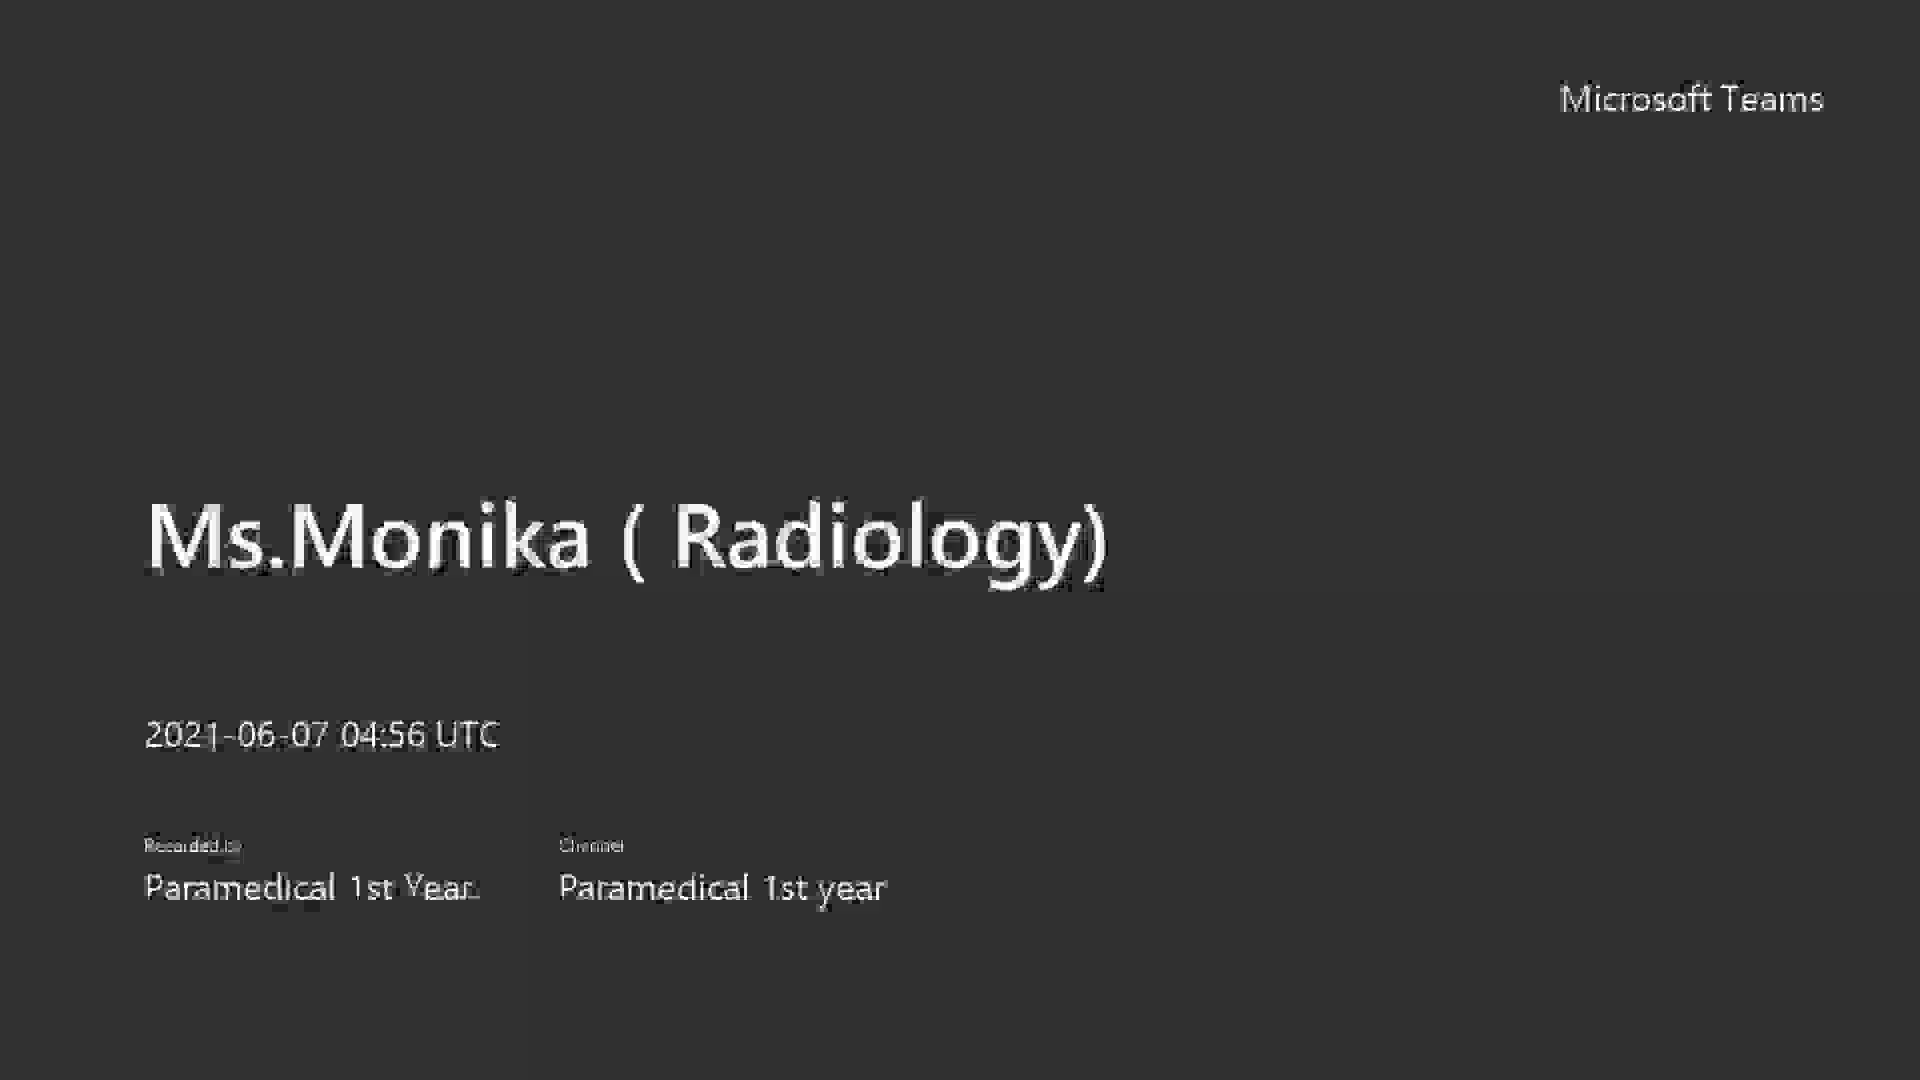 Microsoft Teams
Ms.Monika ( Radiology)
2021-06-07 04:56 UTC
Recorded by
Channel
Paramedical 1st Year
Paramedical 1st year